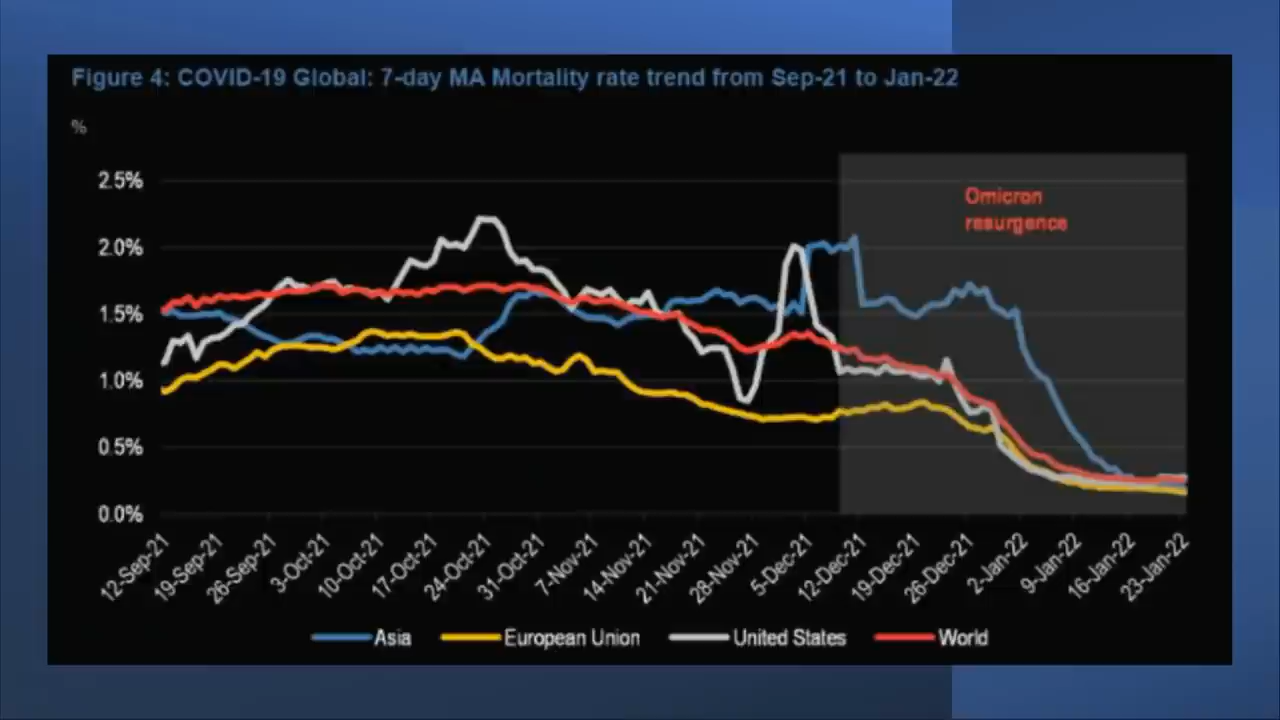 Figure 4: COVID-19 Global: 7-day MA Mortality rate trend from Sep-21 to Jan-22
%
2.5%
2.0%
1.5%
1.0%
0.5%
0.0%
Omicron
resurgence
12-Sep-21
19-Sep-21
26-Sep-21
3-Oct-21
10-Oct-21
17-Oct-21
24-Oct-21
31-Oct-21
7-Nov-21
14-Nov-21
21-Nov-21
28-Nov-21
5-Dec-21
12-Dec-21
19-Dec-21
26-Dec-21
2-Jan-22
9-Jan-22
16-Jan-22
23-Jan-22
Asia European Union United States World